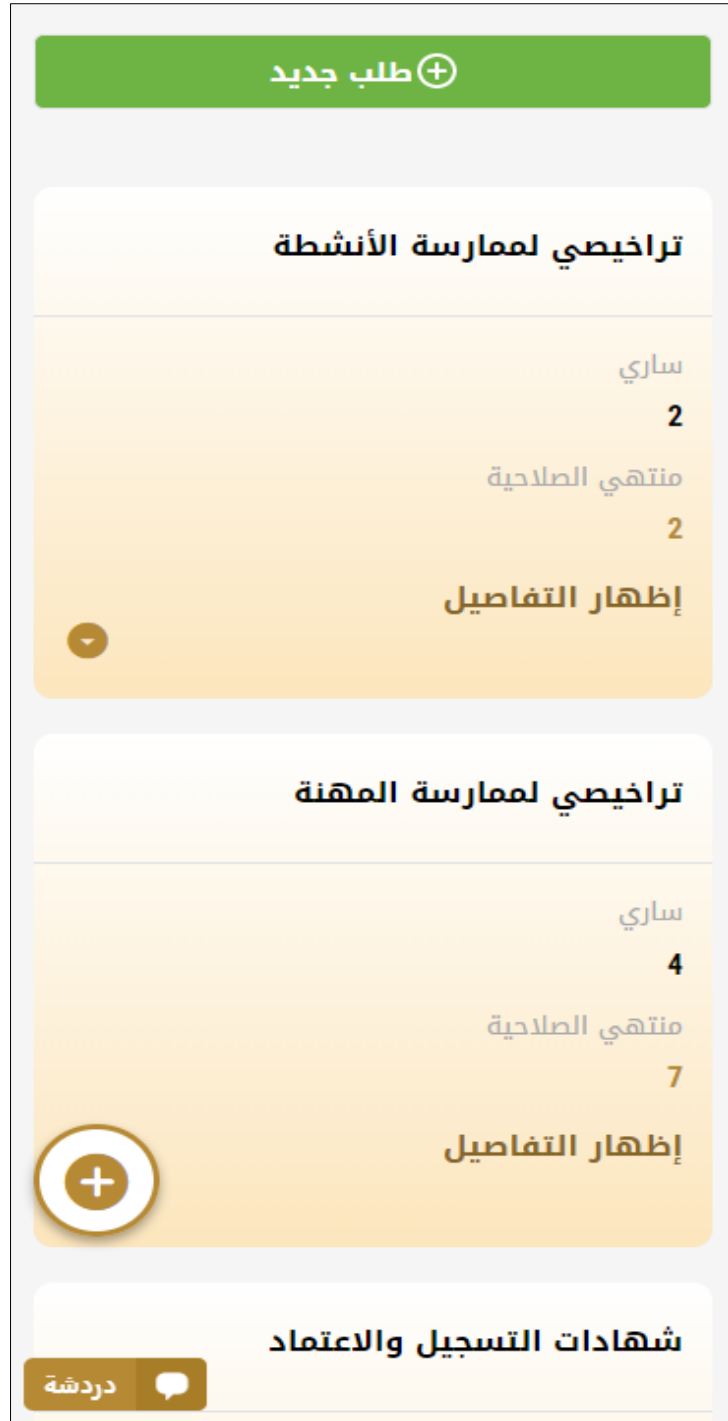 طلب جديد
تراخيصي لممارسة الأنشطة
ساري
2
منتهي الصلاحية
2
إظهار التفاصيل
تراخيصي لممارسة المهنة
ساري
4
منتهي الصلاحية
7
إظهار التفاصيل
شهادات التسجيل والاعتماد
دردشة